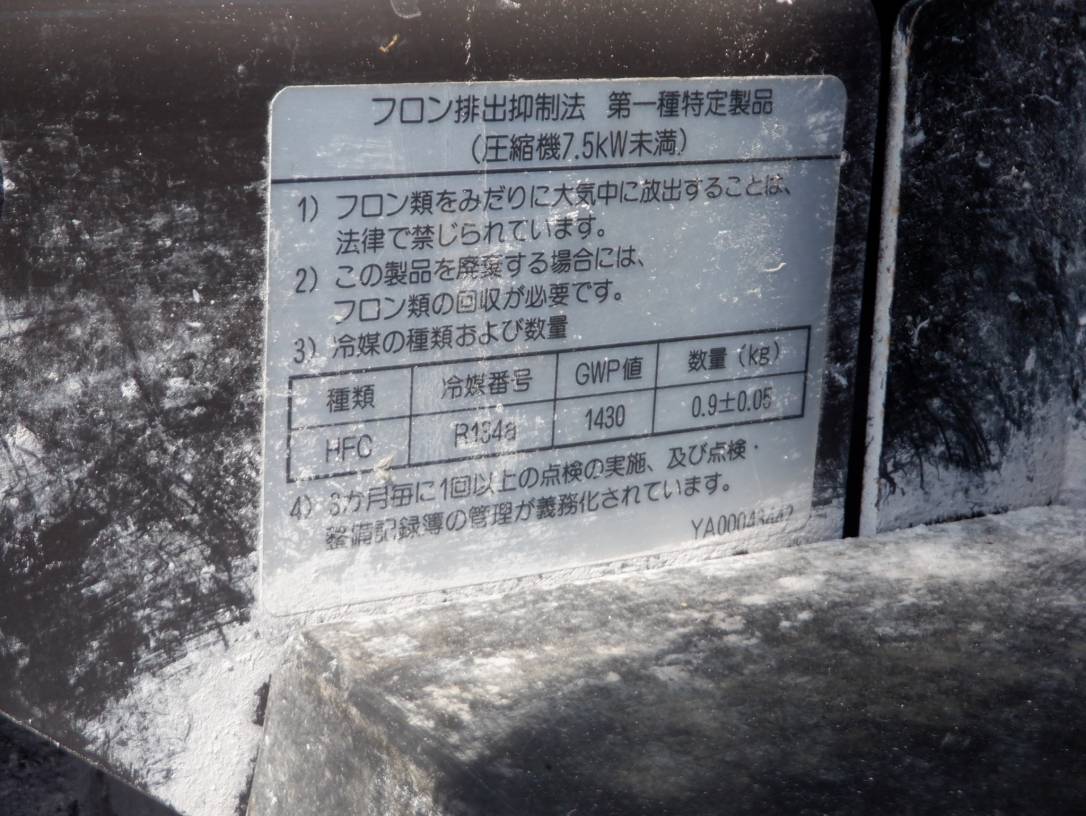 フロン排出抑制法 第一種特定製品
(圧縮機7.5kW未満)
1) フロン類をみだりに大気中に放出することは、
法律で禁じられています。
2) この製品を廃棄する場合には、
フロン類の回収が必要です。
3) 冷媒の種類および数量
種類 冷媒番号 GWP値 数量 (kg)
HFC R134a 1430 0.9±0.05
4) 3か月毎に1回以上の点検の実施、及び点検・
整備記録簿の管理が義務化されています。